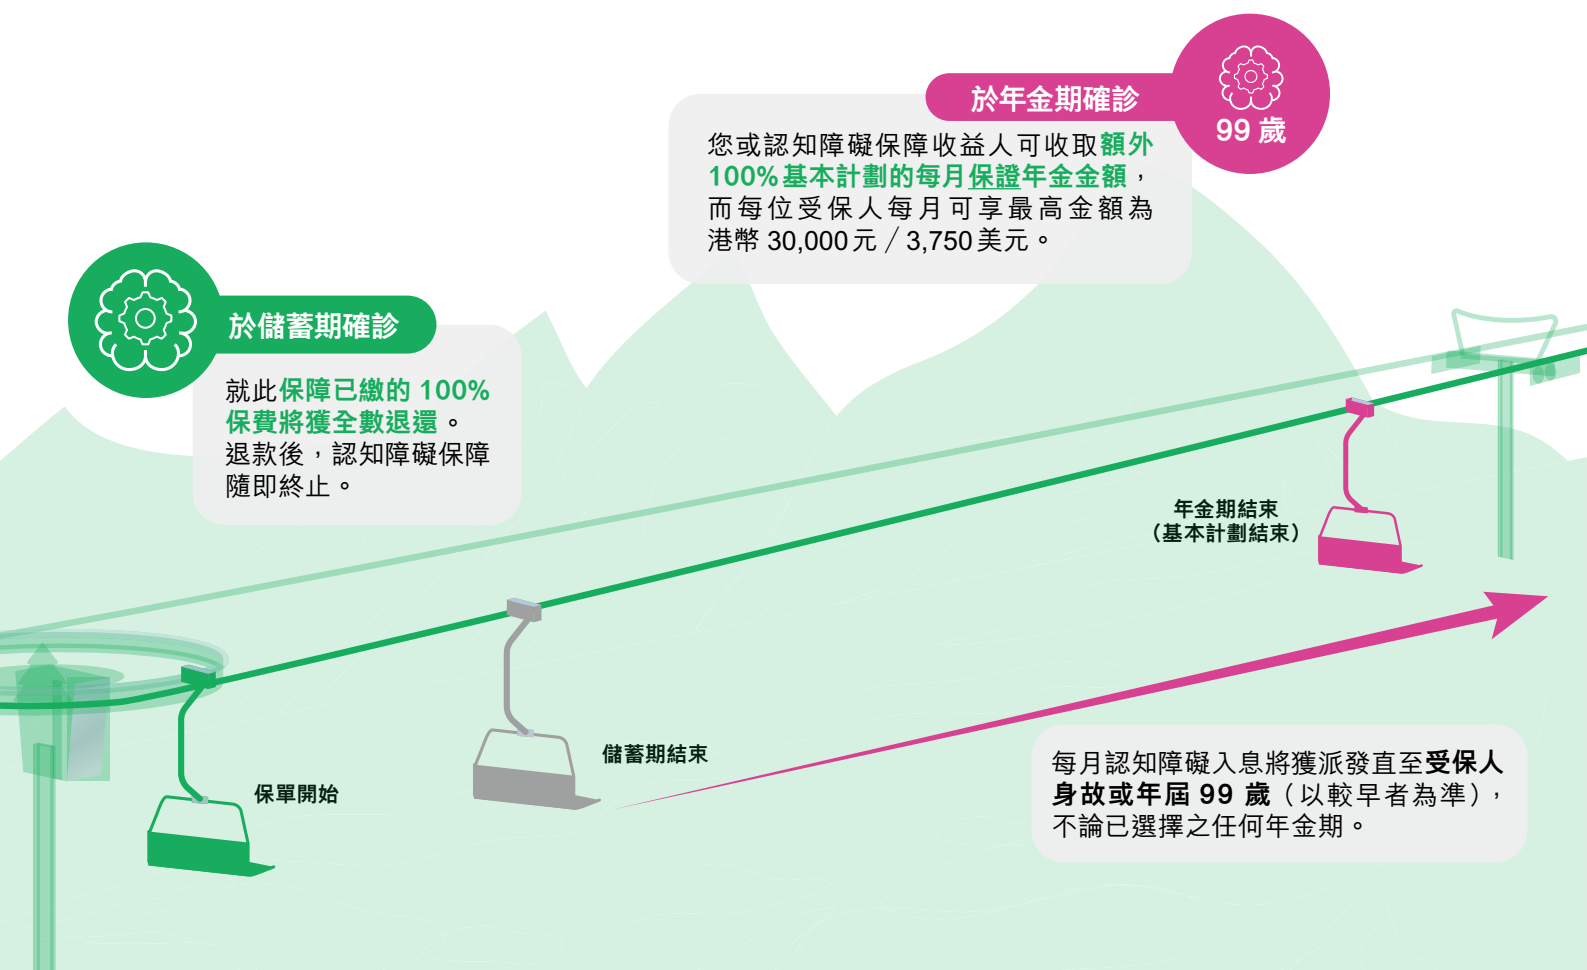 於年金期確診
99 歲
您或認知障礙保障收益人可收取額外
100%基本計劃的每月保證年金金額，
而每位受保人每月可享最高金額為
港幣 30,000元／3,750美元。
於儲蓄期確診
就此保障已繳的 100%
保費將獲全數退還。
退款後，認知障礙保障
隨即終止。
年金期結束
（基本計劃結束）
儲蓄期結束
保單開始
每月認知障礙入息將獲派發直至受保人
身故或年屆 99 歲（以較早者為準），
不論已選擇之任何年金期。